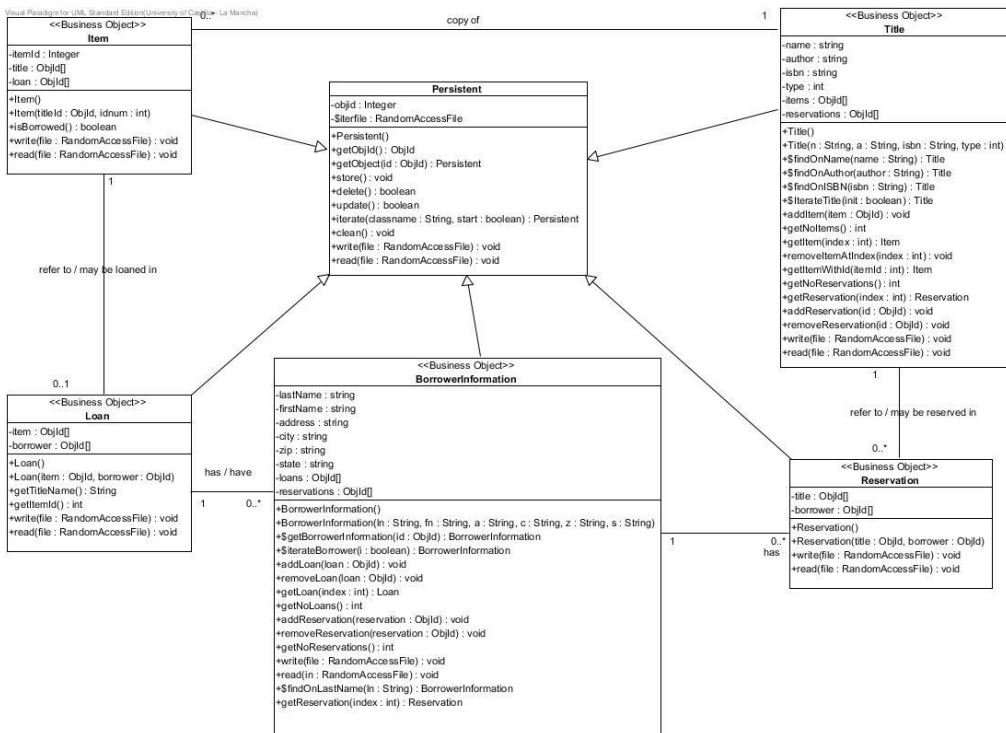 Visual Paradigm for UML Standard Edition(University of Castilla-La Mancha)
<<Business Object>>
Item
-itemId : Integer
-title : ObjId[]
-loan : ObjId[]
+Item()
+Item(titleId : ObjId, idnum : int)
+isBorrowed() : boolean
+write(file : RandomAccessFile) : void
+read(file : RandomAccessFile) : void
0..*
copy of
1
<<Business Object>>
Title
-name : string
-author : string
-isbn : string
-type : int
-items : ObjId[]
-reservations : ObjId[]
+Title()
+Title(n : String, a : String, isbn : String, type : int)
+$findOnName(name : String) : Title
+$findOnAuthor(author : String) : Title
+$findOnISBN(isbn : String) : Title
+$IterateTitle(init : boolean) : Title
+addItem(item : ObjId) : void
+getNoItems() : int
+getItem(index : int) : Item
+removeItemAtIndex(index : int) : void
+getItemWithId(itemId : int) : Item
+getNoReservations() : int
+getReservation(index : int) : Reservation
+addReservation(id : ObjId) : void
+removeReservation(id : ObjId) : void
+write(file : RandomAccessFile) : void
+read(file : RandomAccessFile) : void
Persistent
-objid : Integer
-$iterfile : RandomAccessFile
+Persistent()
+getObjId() : ObjId
+getObject(id : ObjId) : Persistent
+store() : void
+delete() : boolean
+update() : boolean
+iterate(classname : String, start : boolean) : Persistent
+clean() : void
+write(file : RandomAccessFile) : void
+read(file : RandomAccessFile) : void
1
refer to / may be loaned in
0..1
<<Business Object>>
Loan
-item : ObjId[]
-borrower : ObjId[]
+Loan()
+Loan(item : ObjId, borrower : ObjId)
+getTitleName() : String
+getItemId() : int
+write(file : RandomAccessFile) : void
+read(file : RandomAccessFile) : void
has / have
1
0..*
<<Business Object>>
BorrowerInformation
-lastName : string
-firstName : string
-address : string
-city : string
-zip : string
-state : string
-loans : ObjId[]
-reservations : ObjId[]
+BorrowerInformation()
+BorrowerInformation(ln : String, fn : String, a : String, c : String, z : String, s : String)
+$getBorrowerInformation(id : ObjId) : BorrowerInformation
+$iterateBorrower(i : boolean) : BorrowerInformation
+addLoan(loan : ObjId) : void
+removeLoan(loan : ObjId) : void
+getLoan(index : int) : Loan
+getNoLoans() : int
+addReservation(reservation : ObjId) : void
+removeReservation(reservation : ObjId) : void
+getNoReservations() : int
+write(file : RandomAccessFile) : void
+read(in : RandomAccessFile) : void
+$findOnLastName(ln : String) : BorrowerInformation
+getReservation(index : int) : Reservation
1
refer to / may be reserved in
0..*
<<Business Object>>
Reservation
-title : ObjId[]
-borrower : ObjId[]
+Reservation()
+Reservation(title : ObjId, borrower : ObjId)
+write(file : RandomAccessFile) : void
+read(file : RandomAccessFile) : void
1
0..*
has